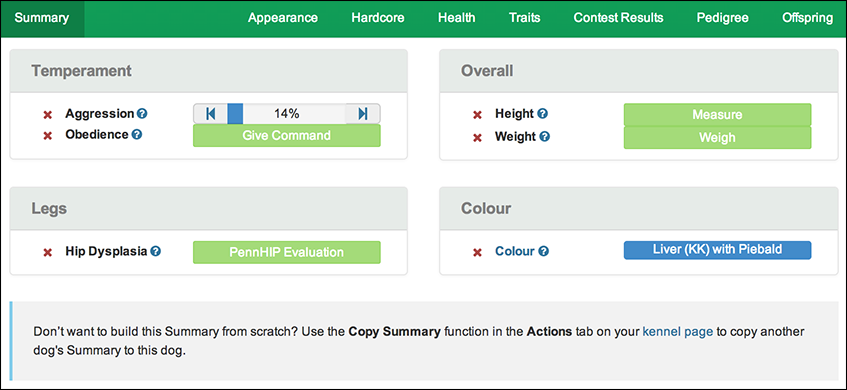 Summary Appearance Hardcore Health Traits Contest Results Pedigree Offspring
Temperament
Aggression 14%
Obedience Give Command
Overall
Height Measure
Weight Weigh
Legs
Hip Dysplasia PennHIP Evaluation
Colour
Colour Liver (KK) with Piebald
Don't want to build this Summary from scratch? Use the Copy Summary function in the Actions tab on your kennel page to copy another
dog's Summary to this dog.